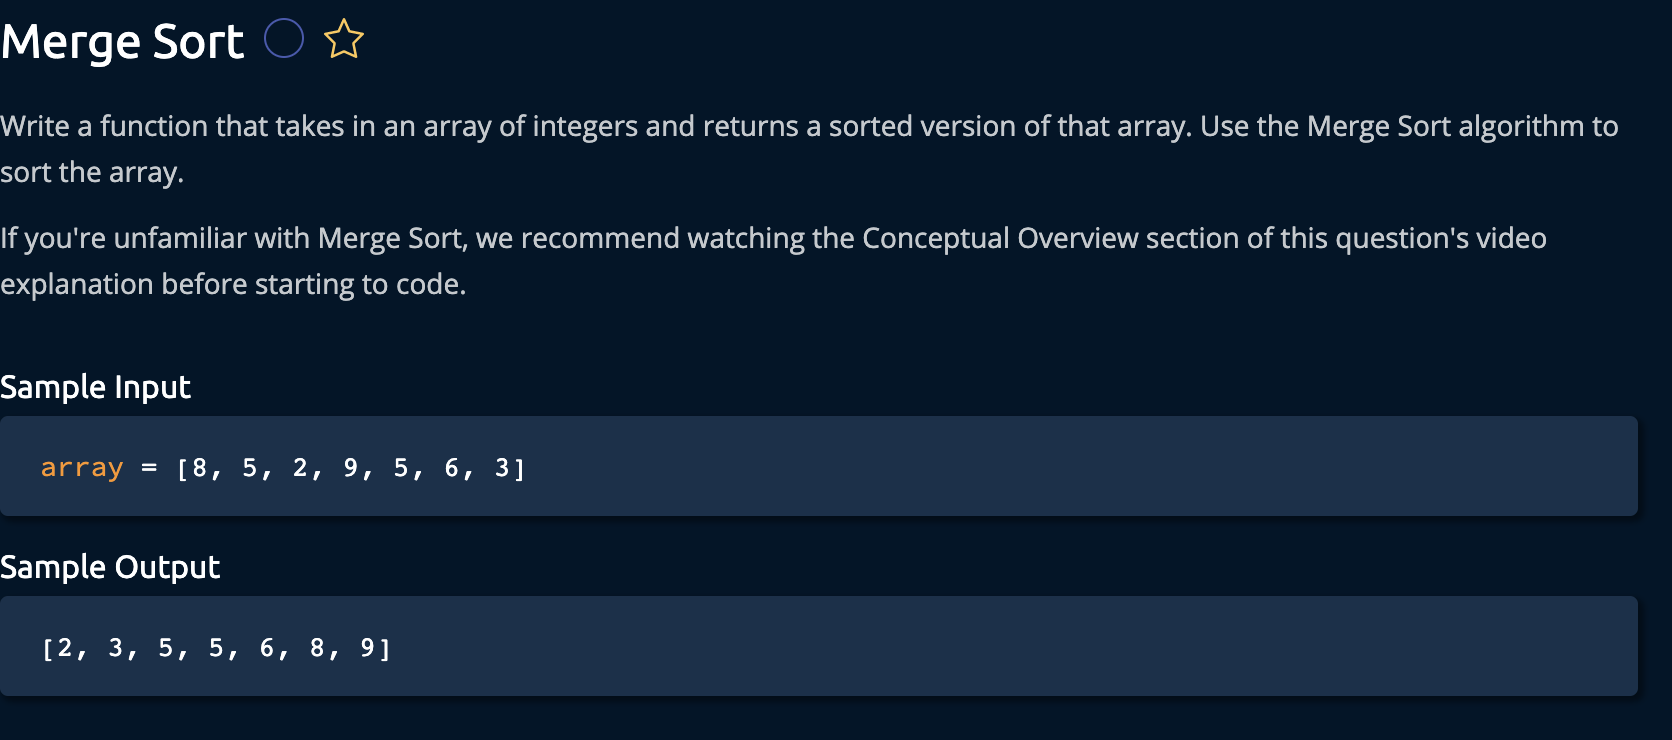 Merge Sort
Write a function that takes in an array of integers and returns a sorted version of that array. Use the Merge Sort algorithm to
sort the array.
If you're unfamiliar with Merge Sort, we recommend watching the Conceptual Overview section of this question's video
explanation before starting to code.
Sample Input
array = [8, 5, 2, 9, 5, 6, 3]
Sample Output
[2, 3, 5, 5, 6, 8, 9]